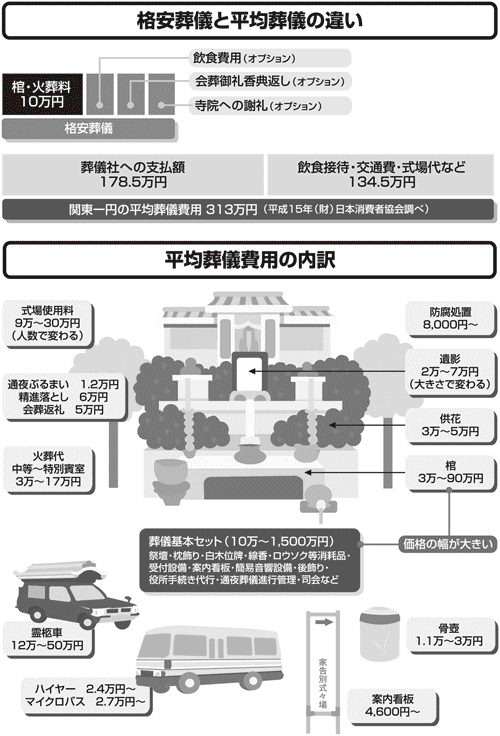 格安葬儀と平均葬儀の違い
飲食費用（オプション）
会葬御礼香典返し（オプション）
寺院への謝礼（オプション）
棺・火葬料
10万円
格安葬儀
葬儀社への支払額
178.5万円
飲食接待・交通費・式場代など
134.5万円
関東一円の平均葬儀費用 313万円（平成15年（財）日本消費者協会調べ）
平均葬儀費用の内訳
式場使用料
9万〜30万円
（人数で変わる）
通夜ぶるまい 1.2万円
精進落とし 6万円
会葬返礼 5万円
火葬代
中等〜特別賓室
3万〜17万円
防腐処置
8,000円〜
遺影
2万〜7万円
（大きさで変わる）
供花
3万〜5万円
棺
3万〜90万円
価格の幅が大きい
葬儀基本セット（10万〜1,500万円）
祭壇・枕飾り・白木位牌・線香・ロウソク等消耗品・
受付設備・案内看板・簡易音響設備・後飾り・
役所手続き代行・通夜葬儀進行管理・司会など
霊柩車
12万〜50万円
ハイヤー 2.4万円〜
マイクロバス 2.7万円〜
家告別式々場
骨壺
1.1万〜3万円
案内看板
4,600円〜